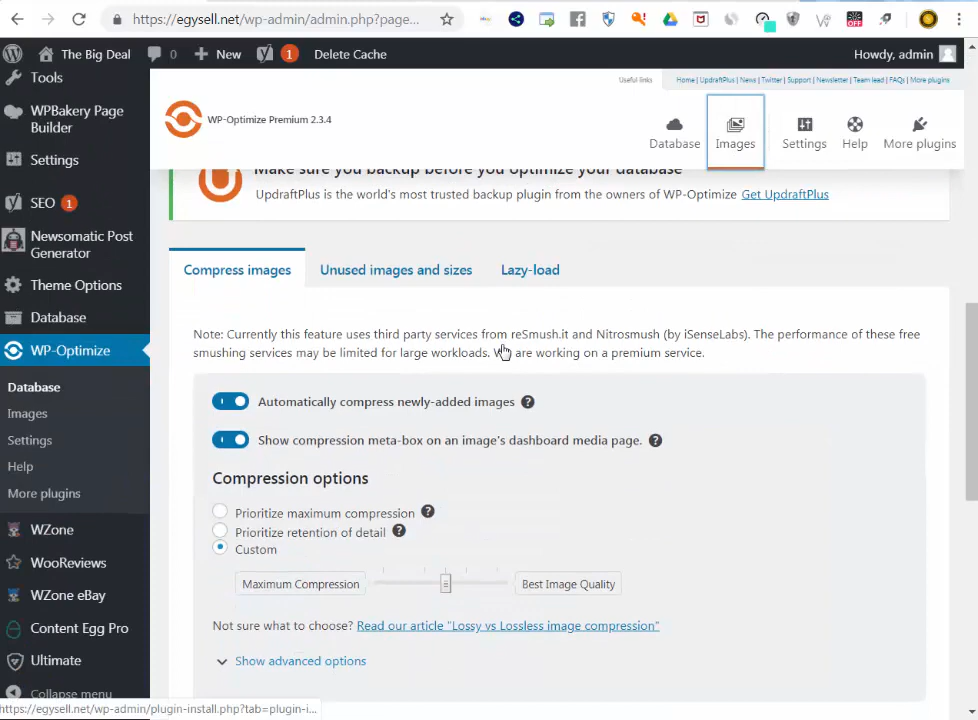 https://egysell.net/wp-admin/admin.php?page...
OFF
The Big Deal
0
New
1
Delete Cache
Howdy, admin
Tools
WPBakery Page
Builder
Settings
SEO 1
Newsomatic Post
Generator
Theme Options
Database
WP-Optimize
Database
Images
Settings
Help
More plugins
WZone
WooReviews
WZone eBay
Content Egg Pro
Ultimate
Collapse menu
Useful links
Home | UpdraftPlus | News | Twitter | Support | Newsletter | Team lead | FAQs | More plugins
WP-Optimize Premium 2.3.4
Database
Images
Settings
Help
More plugins
Make sure you backup before you optimize your database
UpdraftPlus is the world's most trusted backup plugin from the owners of WP-Optimize Get UpdraftPlus
Compress images
Unused images and sizes
Lazy-load
Note: Currently this feature uses third party services from reSmush.it and Nitrosmush (by iSenseLabs). The performance of these free
smushing services may be limited for large workloads. We are working on a premium service.
Automatically compress newly-added images
Show compression meta-box on an image's dashboard media page.
Compression options
Prioritize maximum compression
Prioritize retention of detail
Custom
Maximum Compression
Best Image Quality
Not sure what to choose? Read our article "Lossy vs Lossless image compression"
Show advanced options
https://egysell.net/wp-admin/plugin-install.php?tab=plugin-i...